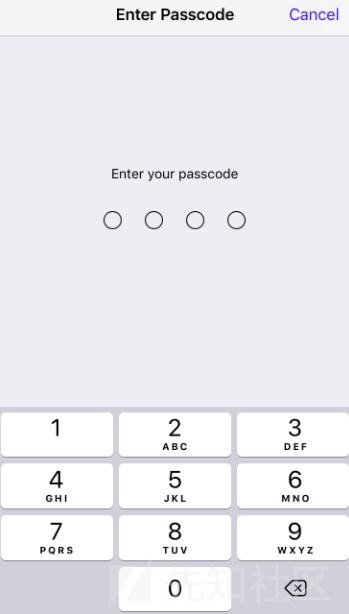 Enter Passcode Cancel
Enter your passcode
1 2 3
ABC DEF
4 5 6
GHI JKL MNO
7 8 9
PQRS TUV WXYZ
0
先知社区